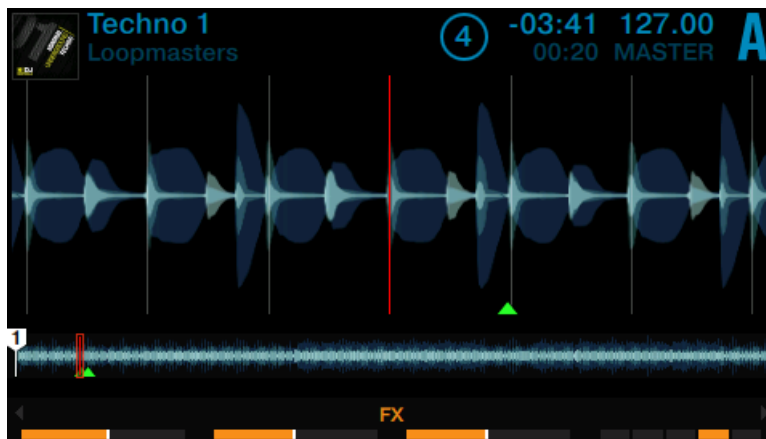 Techno 1
Loopmasters
4
-03:41 127.00
00:20 MASTER
A
1
FX